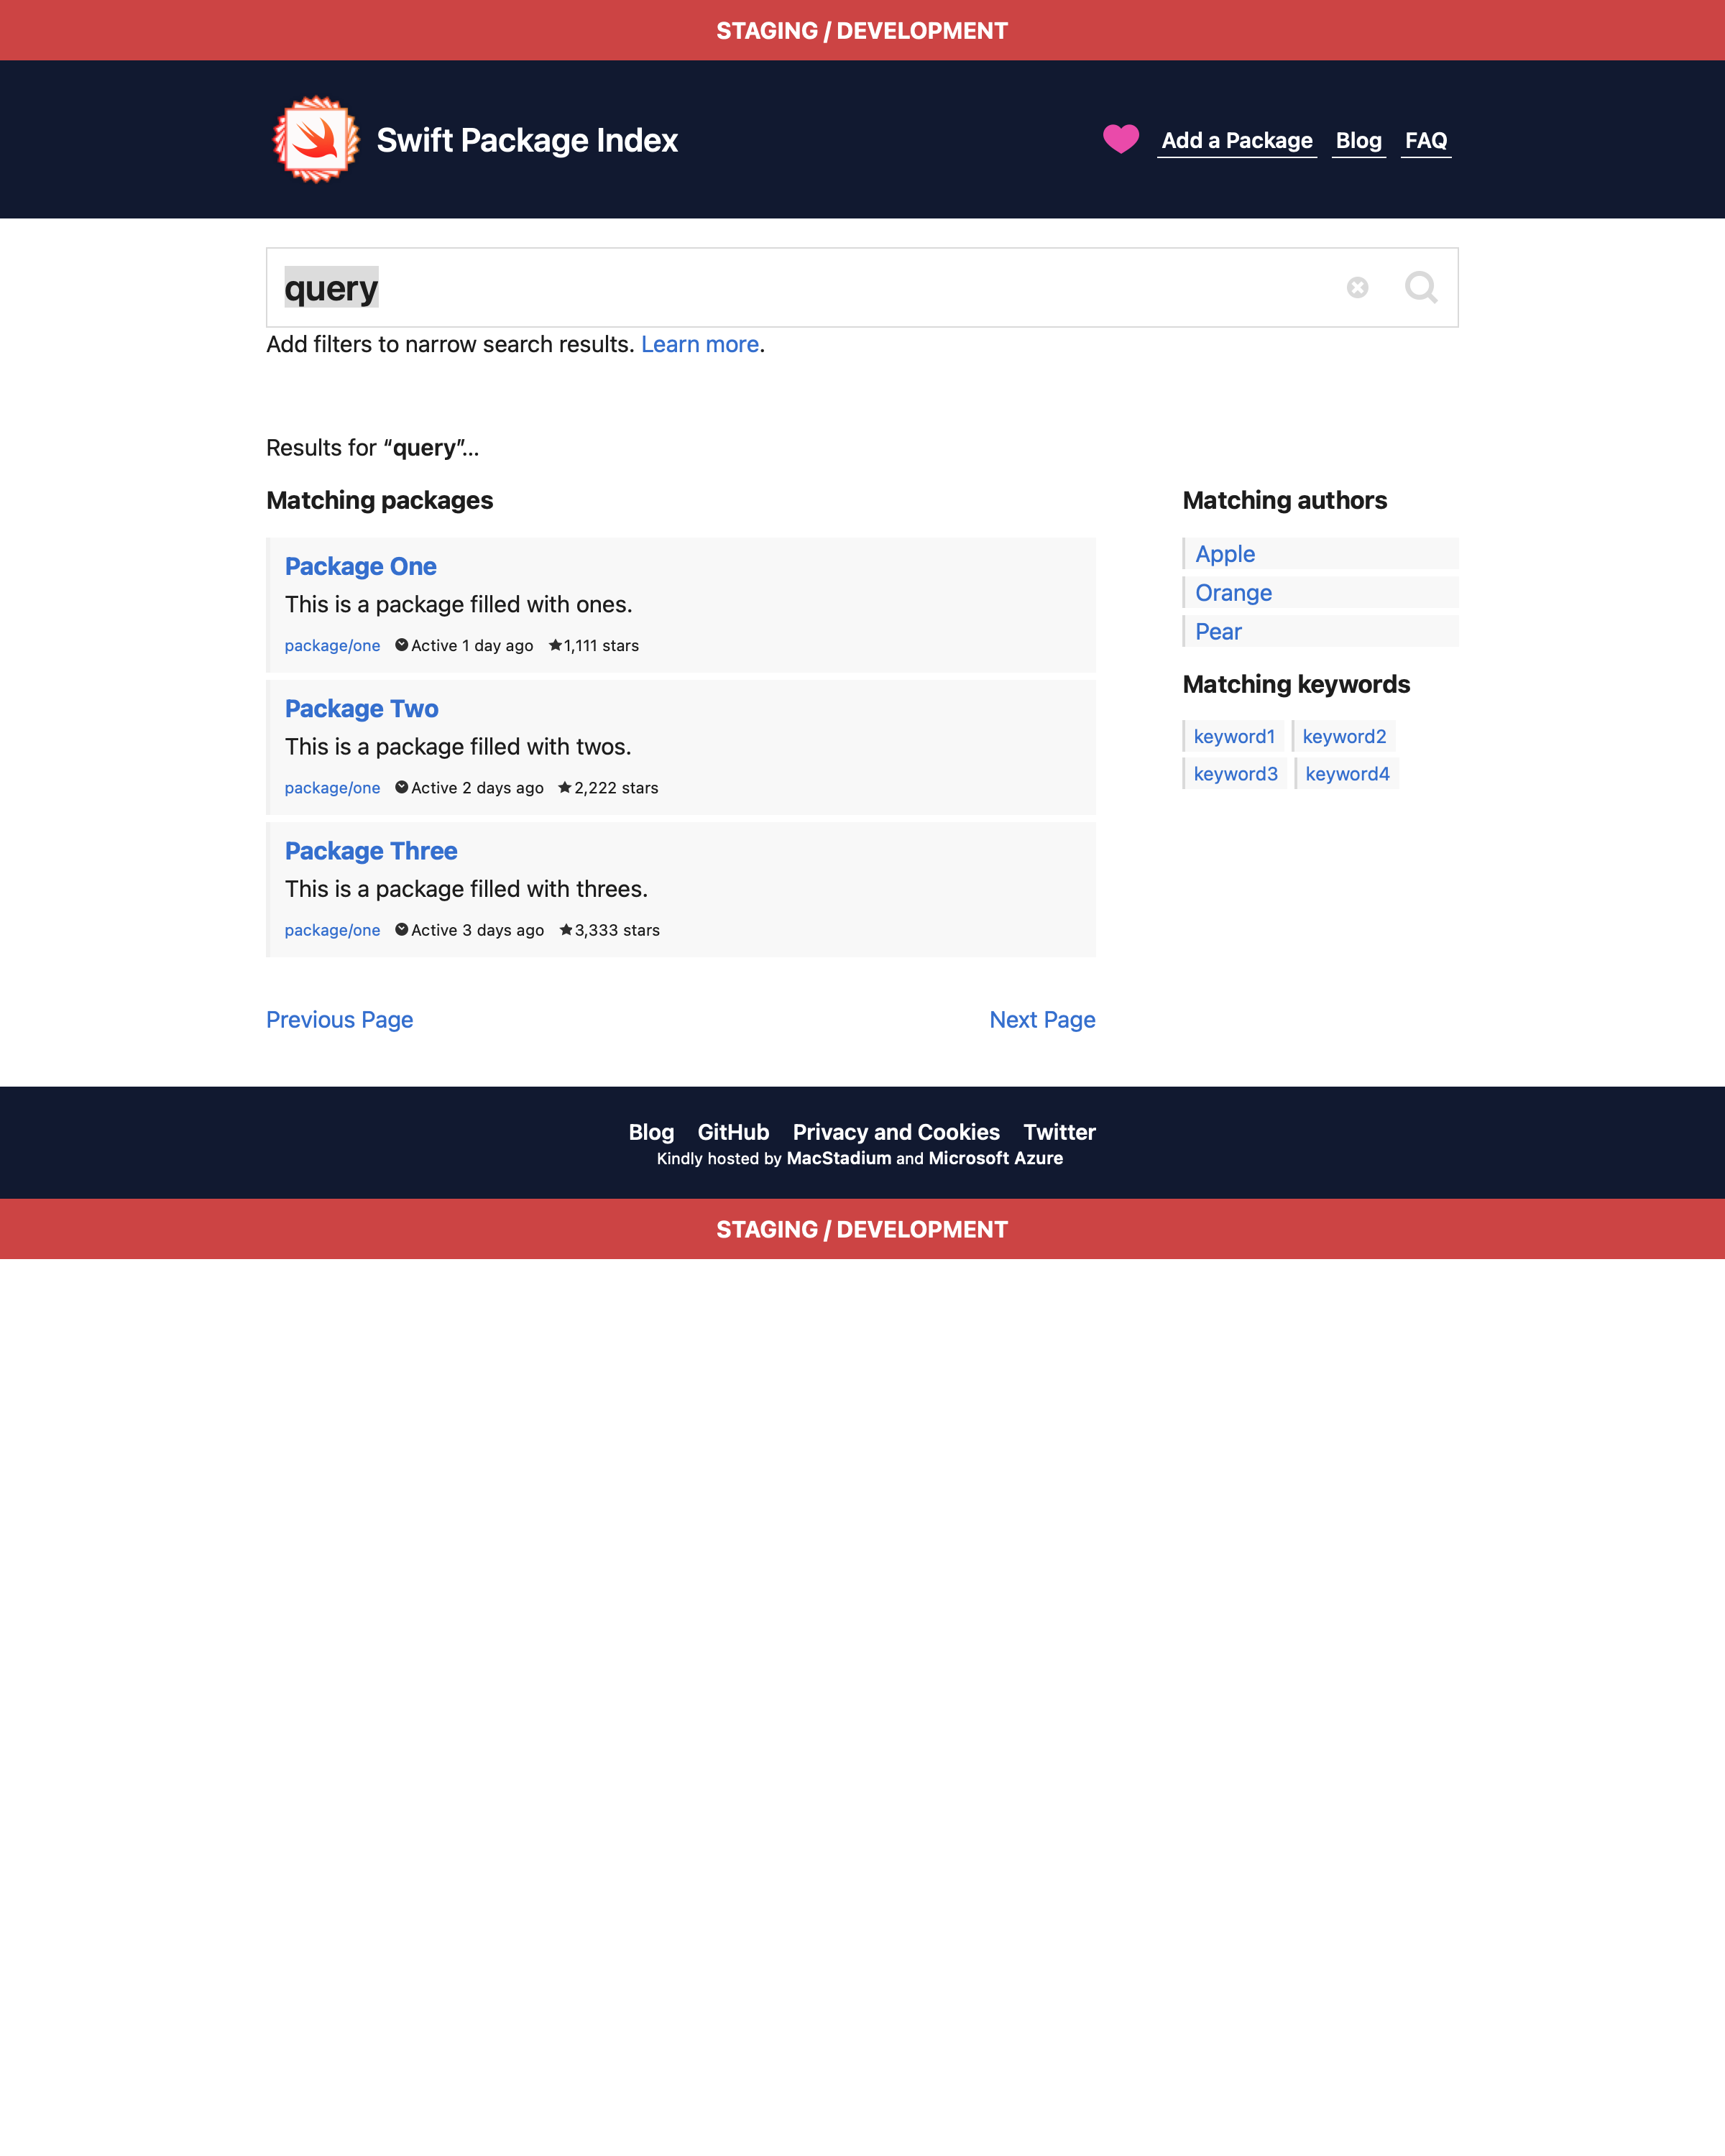 STAGING / DEVELOPMENT
Swift Package Index
Add a Package Blog FAQ
query
Add filters to narrow search results. Learn more.
Results for “query”...
Matching packages
Package One
This is a package filled with ones.
package/one Active 1 day ago 1,111 stars
Package Two
This is a package filled with twos.
package/one Active 2 days ago 2,222 stars
Package Three
This is a package filled with threes.
package/one Active 3 days ago 3,333 stars
Previous Page Next Page
Matching authors
Apple
Orange
Pear
Matching keywords
keyword1 keyword2
keyword3 keyword4
Blog GitHub Privacy and Cookies Twitter
Kindly hosted by MacStadium and Microsoft Azure
STAGING / DEVELOPMENT